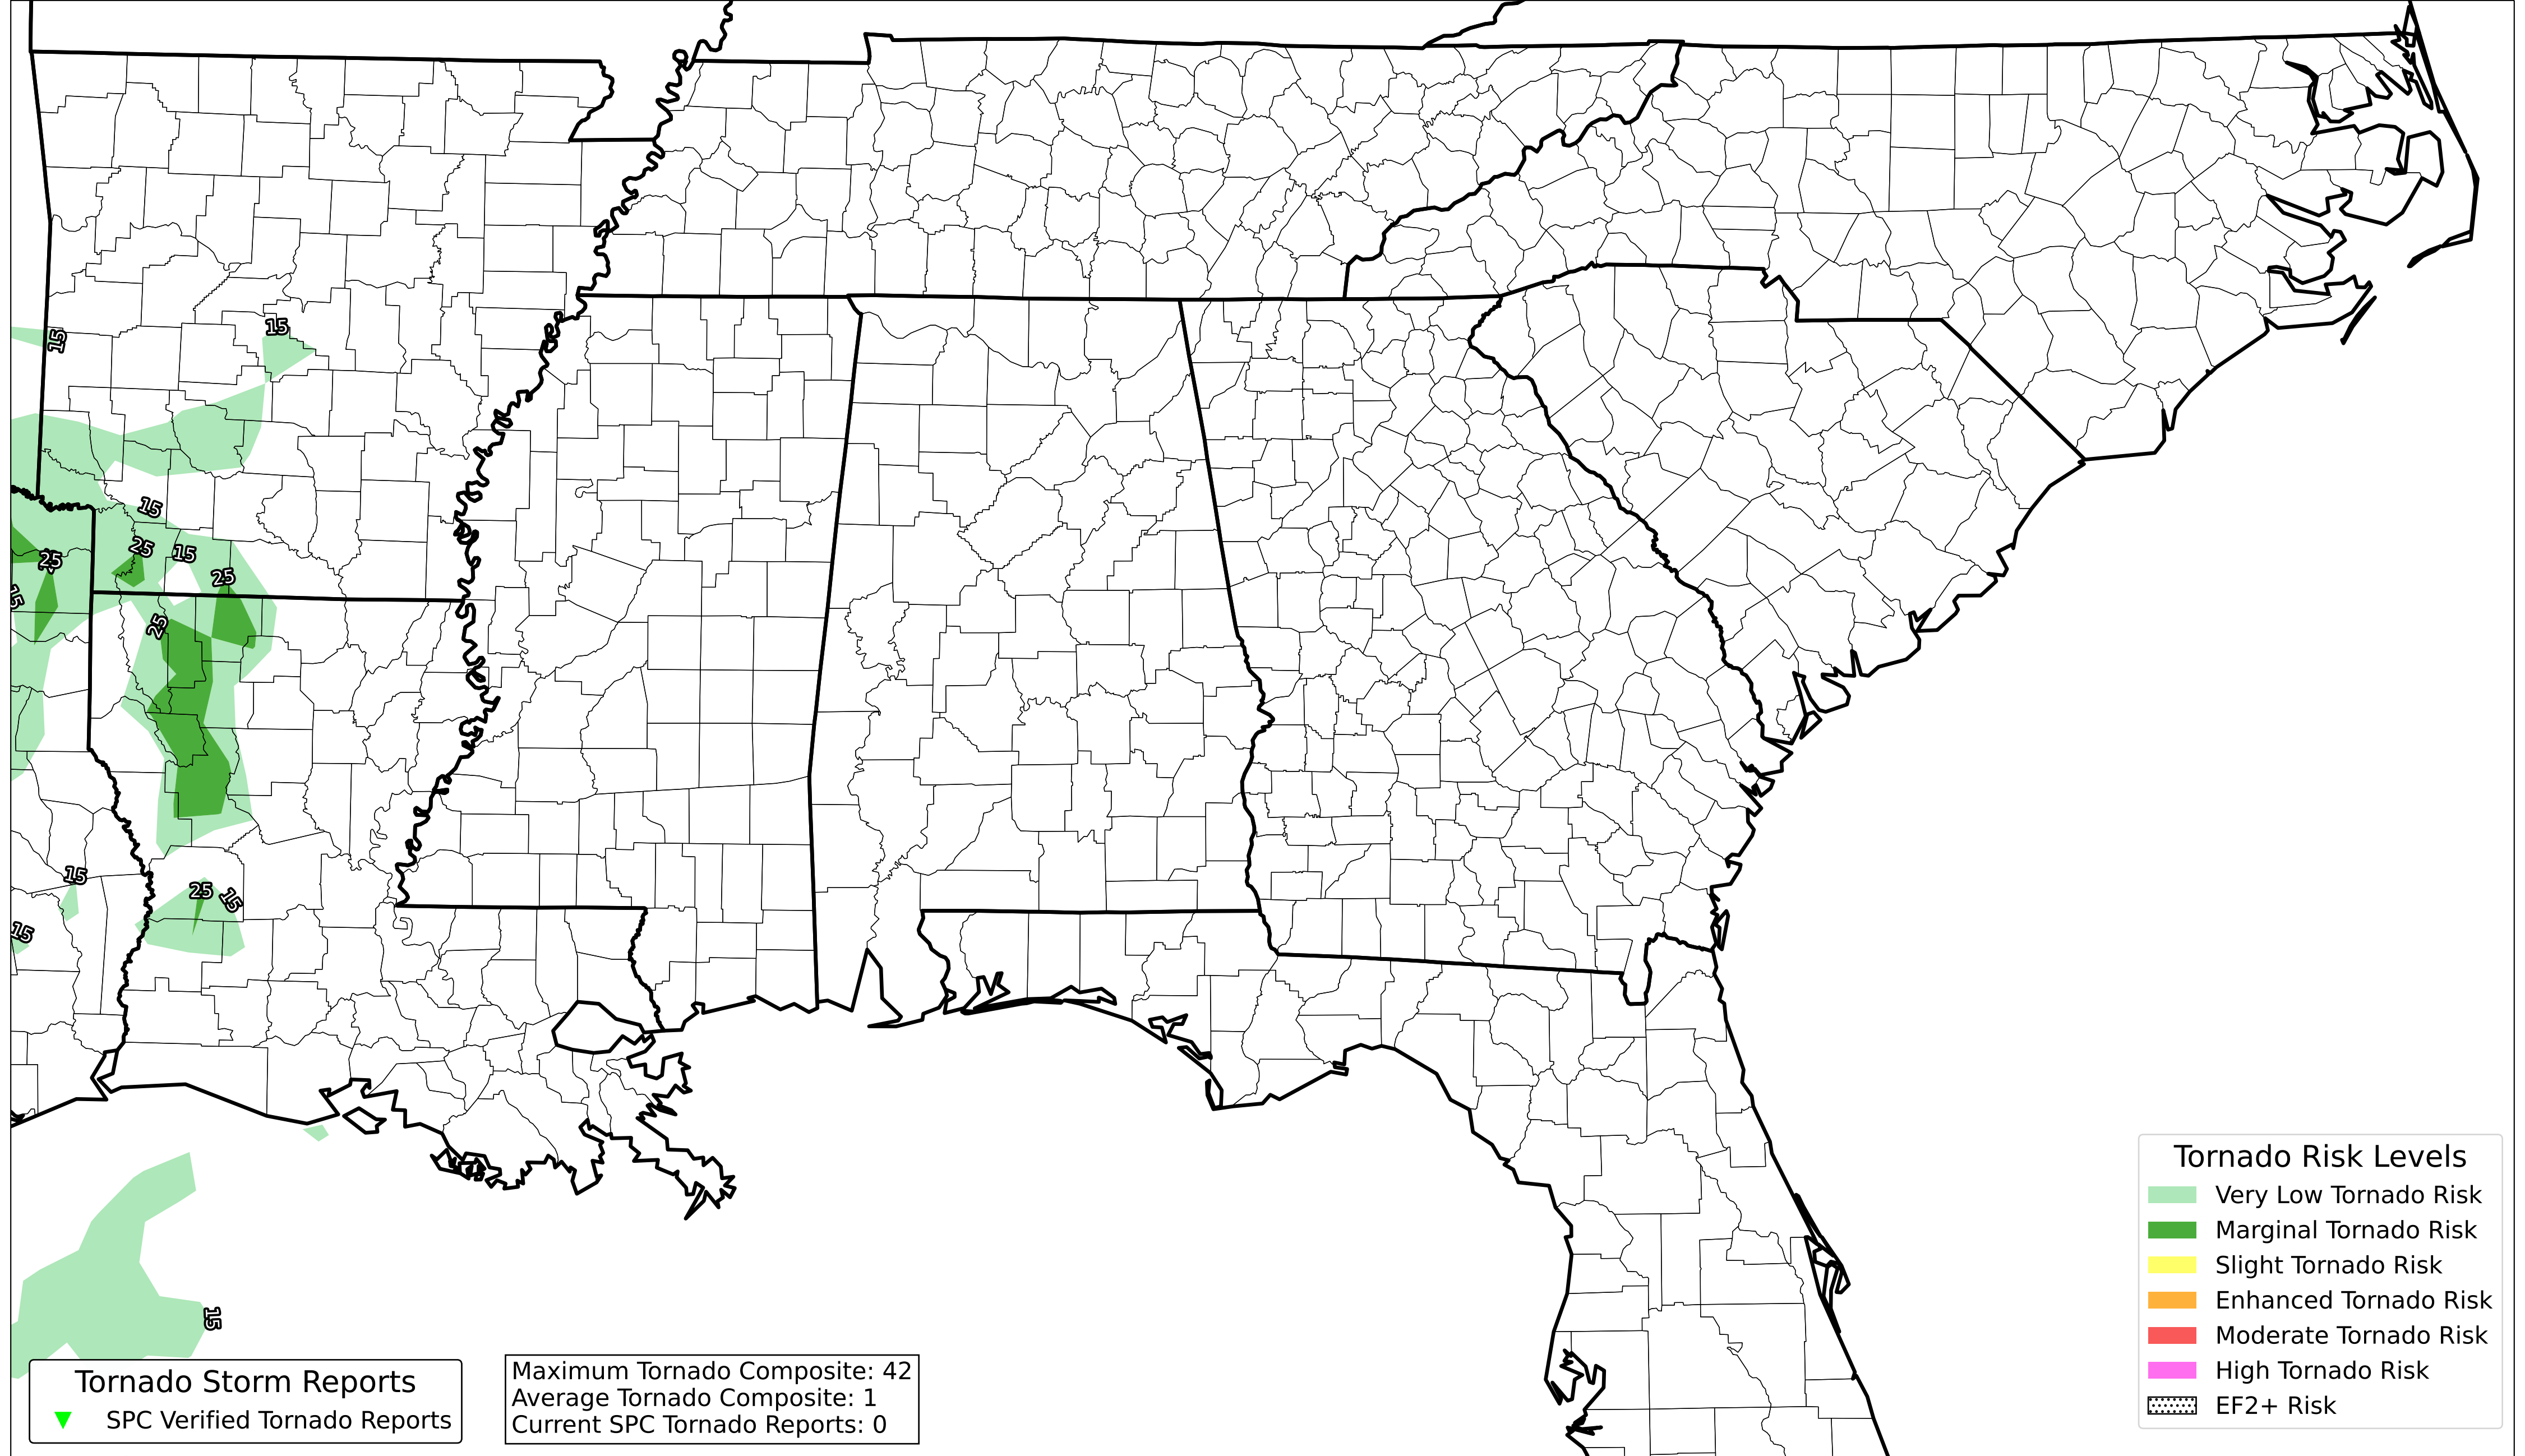 15
15
15
25
15
25
25
15
25
15
25
15
15
15
Tornado Risk Levels
Very Low Tornado Risk
Marginal Tornado Risk
Slight Tornado Risk
Enhanced Tornado Risk
Moderate Tornado Risk
High Tornado Risk
EF2+ Risk
Tornado Storm Reports
SPC Verified Tornado Reports
Maximum Tornado Composite: 42
Average Tornado Composite: 1
Current SPC Tornado Reports: 0